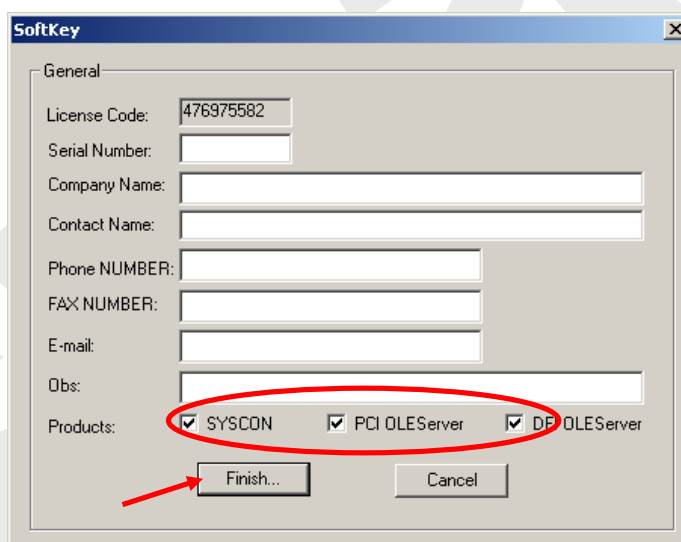 SoftKey
General
License Code: 476975582
Serial Number:
Company Name:
Contact Name:
Phone NUMBER:
FAX NUMBER:
E-mail:
Obs:
Products: SYSCON PCI OLEServer DFI OLEServer
Finish... Cancel